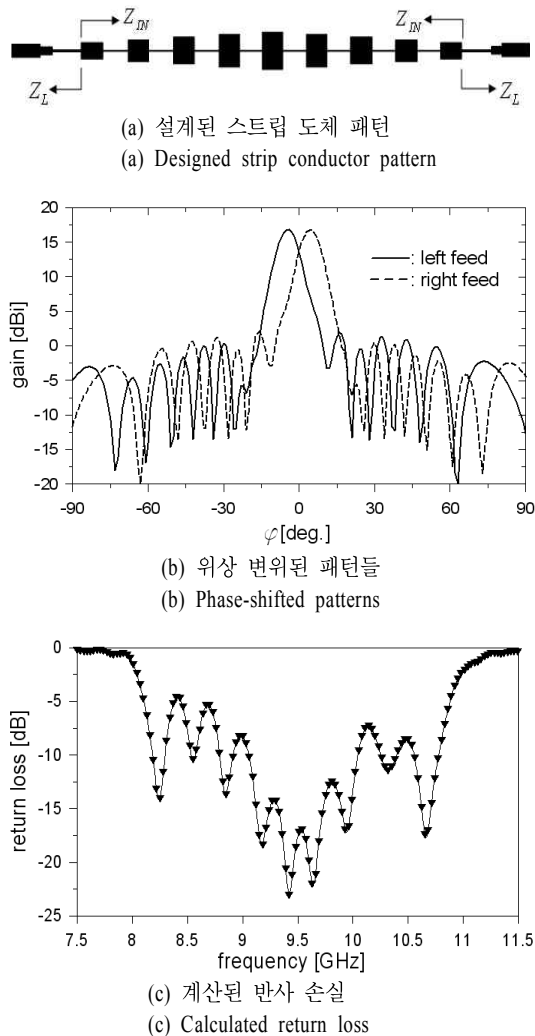 Z_IN Z_IN
Z_L Z_L
(a) 설계된 스트립 도체 패턴
(a) Designed strip conductor pattern
20
15
10
5
0
-5
-10
-15
-20
gain [dBi]
: left feed
: right feed
-90 -60 -30 0 30 60 90
φ[deg.]
(b) 위상 변위된 패턴들
(b) Phase-shifted patterns
0
-5
-10
-15
-20
-25
return loss [dB]
7.5 8 8.5 9 9.5 10 10.5 11 11.5
frequency [GHz]
(c) 계산된 반사 손실
(c) Calculated return loss